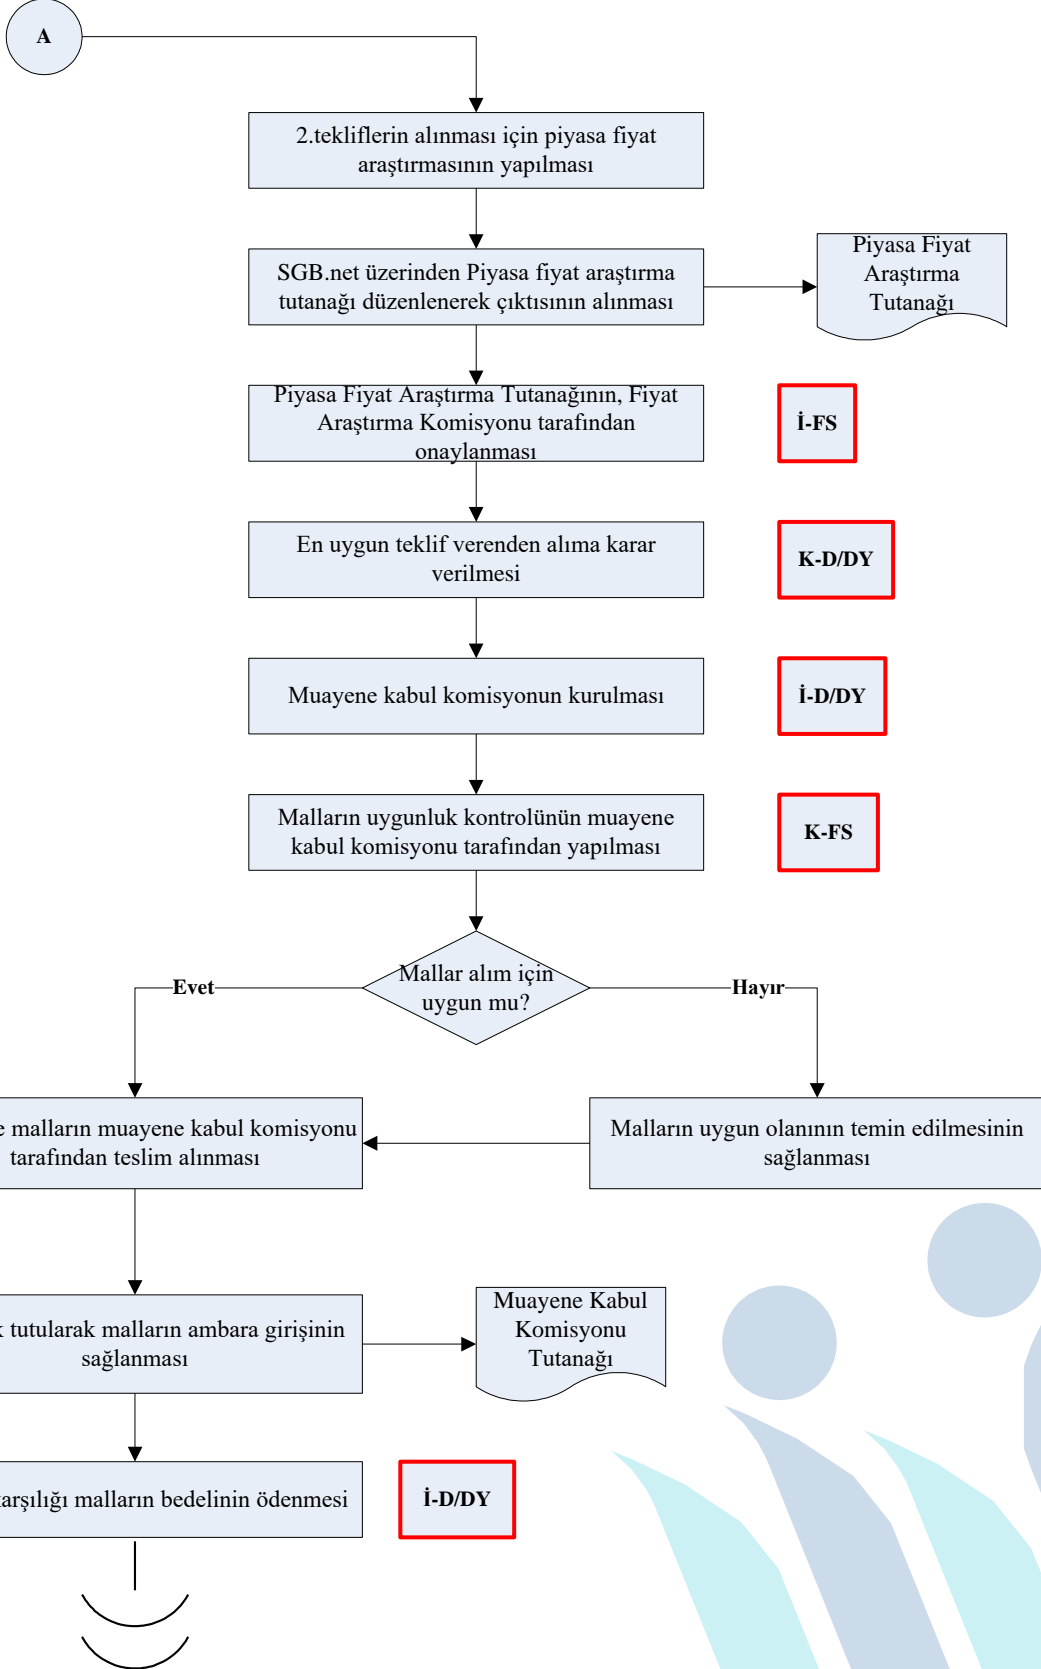 A
2.tekliflerin alınması için piyasa fiyat
araştırmasının yapılması
SGB.net üzerinden Piyasa fiyat araştırma
tutanağı düzenlenerek çıktısının alınması
Piyasa Fiyat
Araştırma
Tutanağı
Piyasa Fiyat Araştırma Tutanağının, Fiyat
Araştırma Komisyonu tarafından
onaylanması
İ-FS
En uygun teklif verenden alıma karar
verilmesi
K-D/DY
Muayene kabul komisyonun kurulması
İ-D/DY
Malların uygunluk kontrolünün muayene
kabul komisyonu tarafından yapılması
K-FS
Mallar alım için
uygun mu?
Evet
Hayır
malların muayene kabul komisyonu
tarafından teslim alınması
Malların uygun olanının temin edilmesinin
sağlanması
tutularak malların ambara girişinin
sağlanması
Muayene Kabul
Komisyonu
Tutanağı
karşılığı malların bedelinin ödenmesi
İ-D/DY